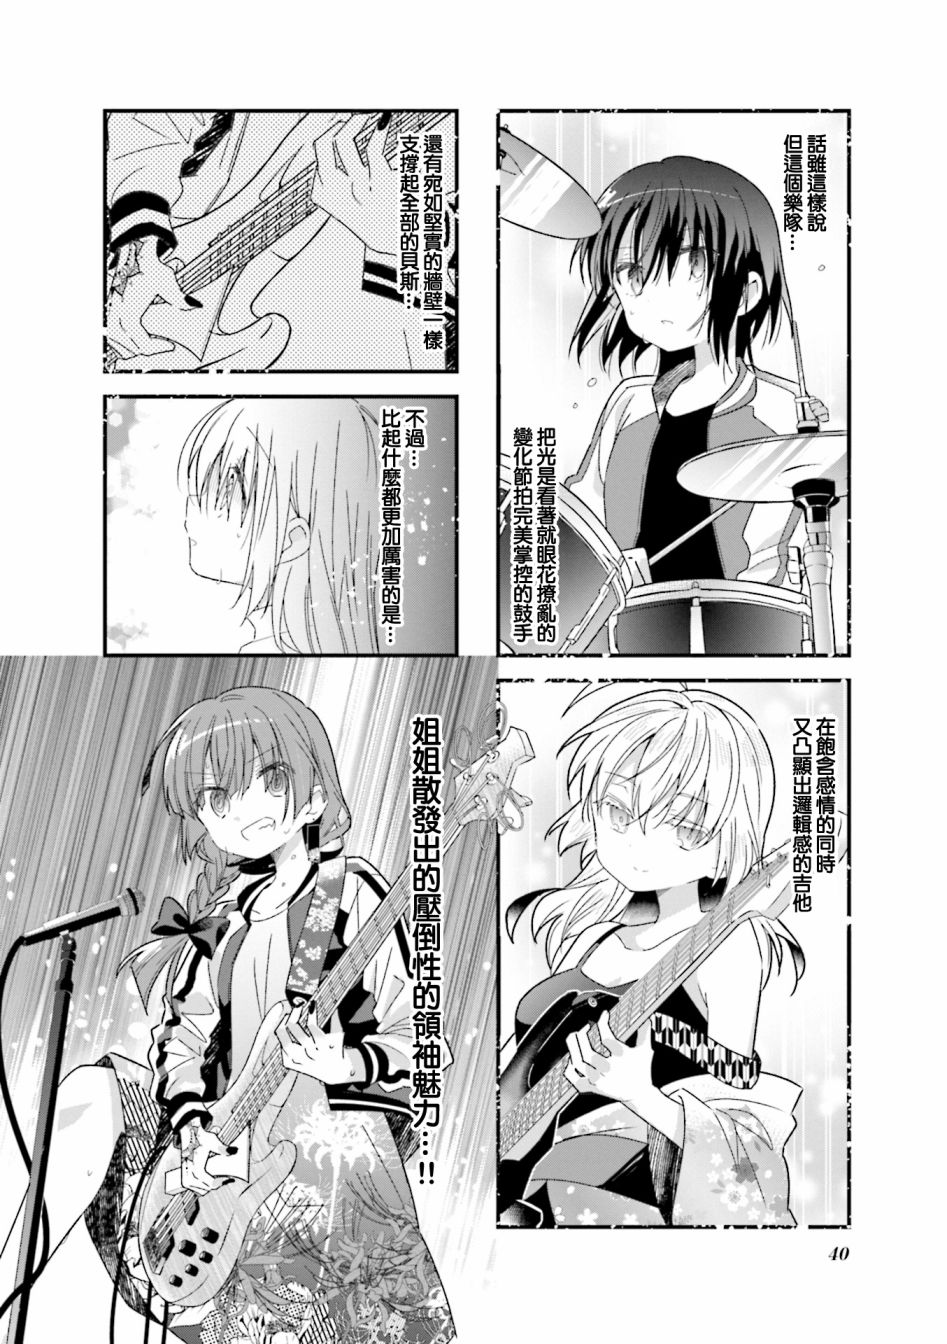 話雖這樣說
但這個樂隊…
把光是看著就眼花撩亂的
變化節拍完美掌控的鼓手
在飽含感情的同時
又凸顯出邏輯感的吉他
還有宛如堅實的牆壁一樣
支撐起全部的貝斯…
不過…
比起什麼都更加厲害的是…
姐姐散發出的壓倒性的領袖魅力…!!
40